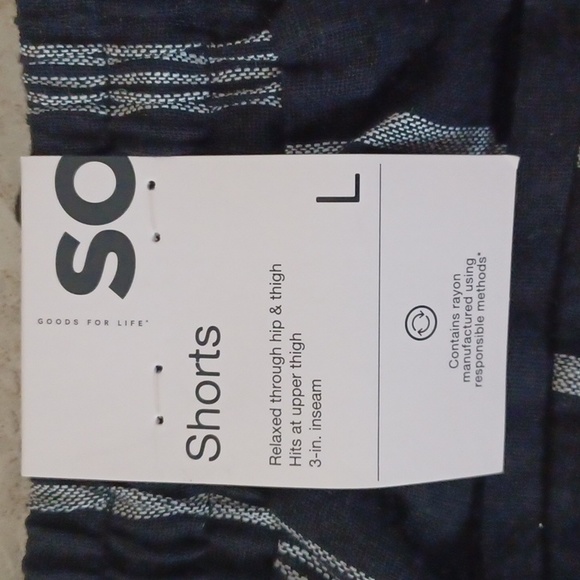 SO
GOODS FOR LIFE*
Shorts
Relaxed through hip & thigh
Hits at upper thigh
3-in. inseam
L
Contains rayon
manufactured using
responsible methods*